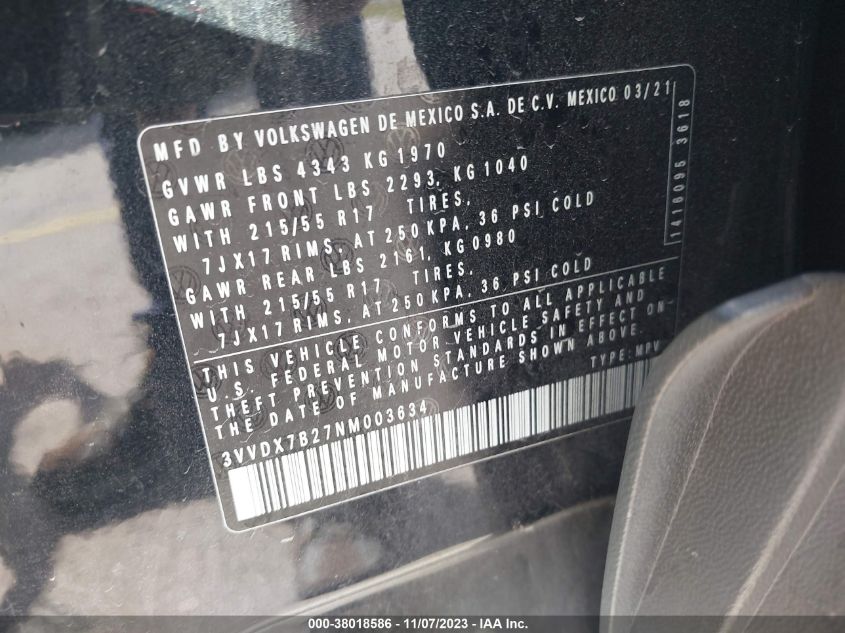 MFD BY VOLKSWAGEN DE MEXICO S.A. DE C.V. MEXICO 03/21
GVWR LBS 4343 KG 1970
GAWR FRONT LBS 2293, KG 1040
WITH 215/55 R17 TIRES,
7JX17 RIMS, AT 250 KPA, 36 PSI COLD
GAWR REAR LBS 2161, KG 0980
WITH 215/55 R17 TIRES,
7JX17 RIMS, AT 250 KPA, 36 PSI COLD
THIS VEHICLE CONFORMS TO ALL APPLICABLE
U.S. FEDERAL MOTOR VEHICLE SAFETY AND
THEFT PREVENTION STANDARDS IN EFFECT ON
THE DATE OF MANUFACTURE SHOWN ABOVE.
3VVDX7B27NM003634 TYPE: MPV
1416095 3618
000-38018586 - 11/07/2023 - IAA Inc.